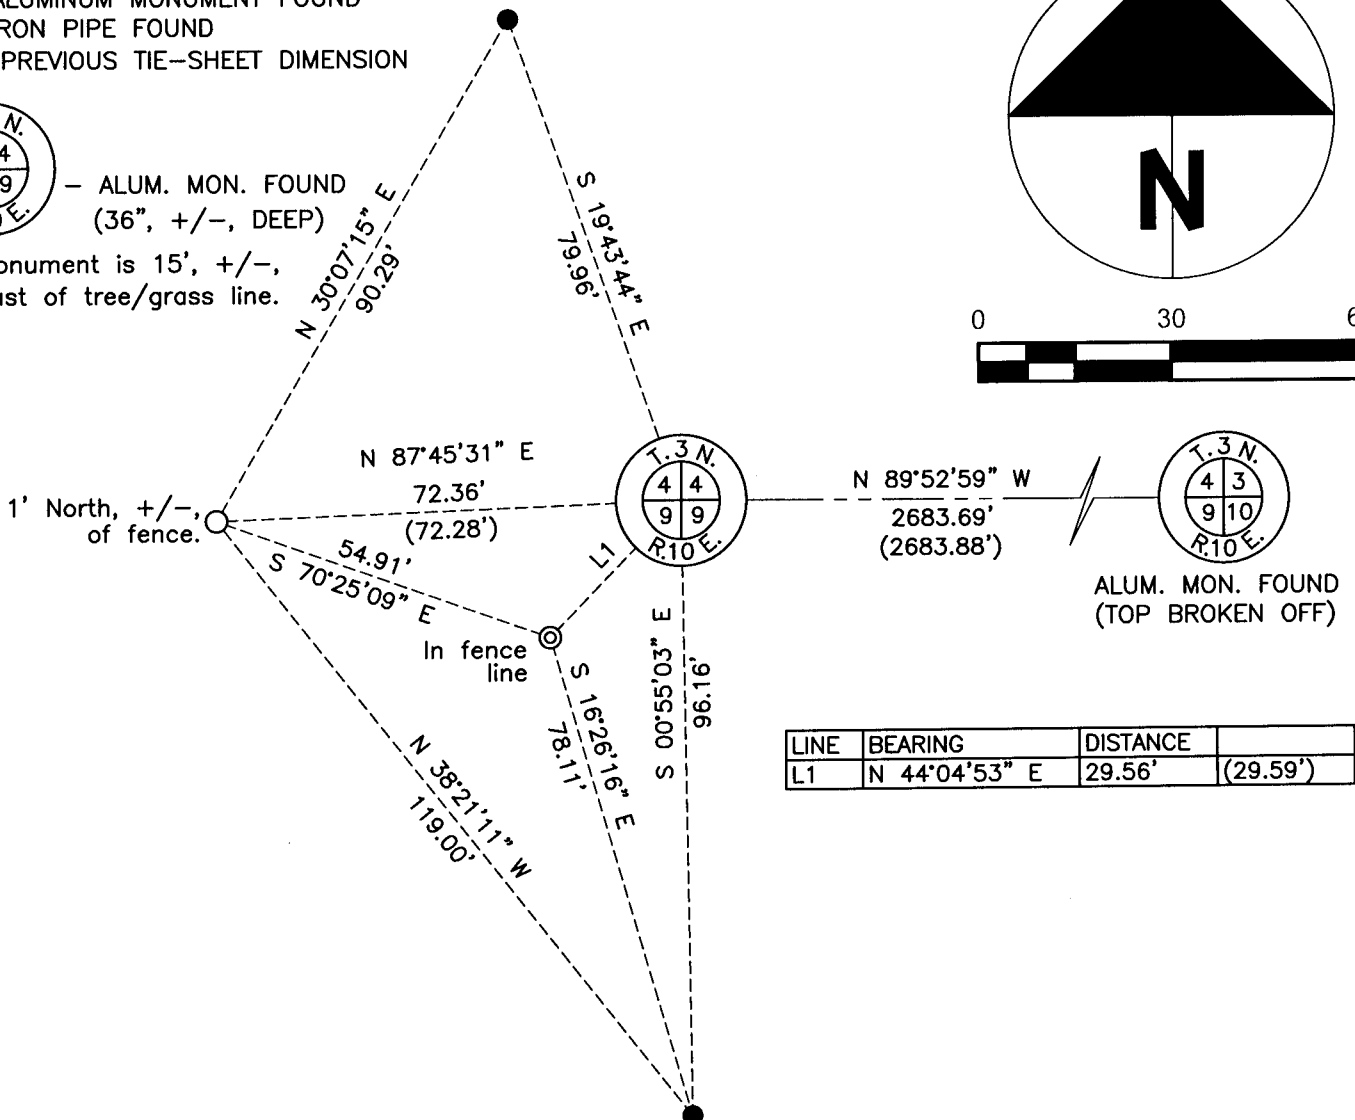 ALUMINUM MONUMENT FOUND
IRON PIPE FOUND
PREVIOUS TIE-SHEET DIMENSION
N.
4
9
E.
- ALUM. MON. FOUND
(36", +/-, DEEP)
is 15', +/-,
of tree/grass line.
N 30°07'15" E
90.29'
S 19°43'44" E
79.96'
N
0 30
N 87°45'31" E
72.36'
(72.28')
1' North, +/-,
of fence.
54.91'
S 70°25'09" E
L1
T. 3 N.
4 4
9 9
R.10 E.
N 89°52'59" W
2683.69'
(2683.88')
T. 3 N.
4 3
9 10
R.10 E.
ALUM. MON. FOUND
(TOP BROKEN OFF)
In fence
line
S 16°26'16" E
78.11'
S 00°55'03" E
96.16'
N 38°21'11" W
119.00'
LINE BEARING DISTANCE
L1 N 44°04'53" E 29.56' (29.59')